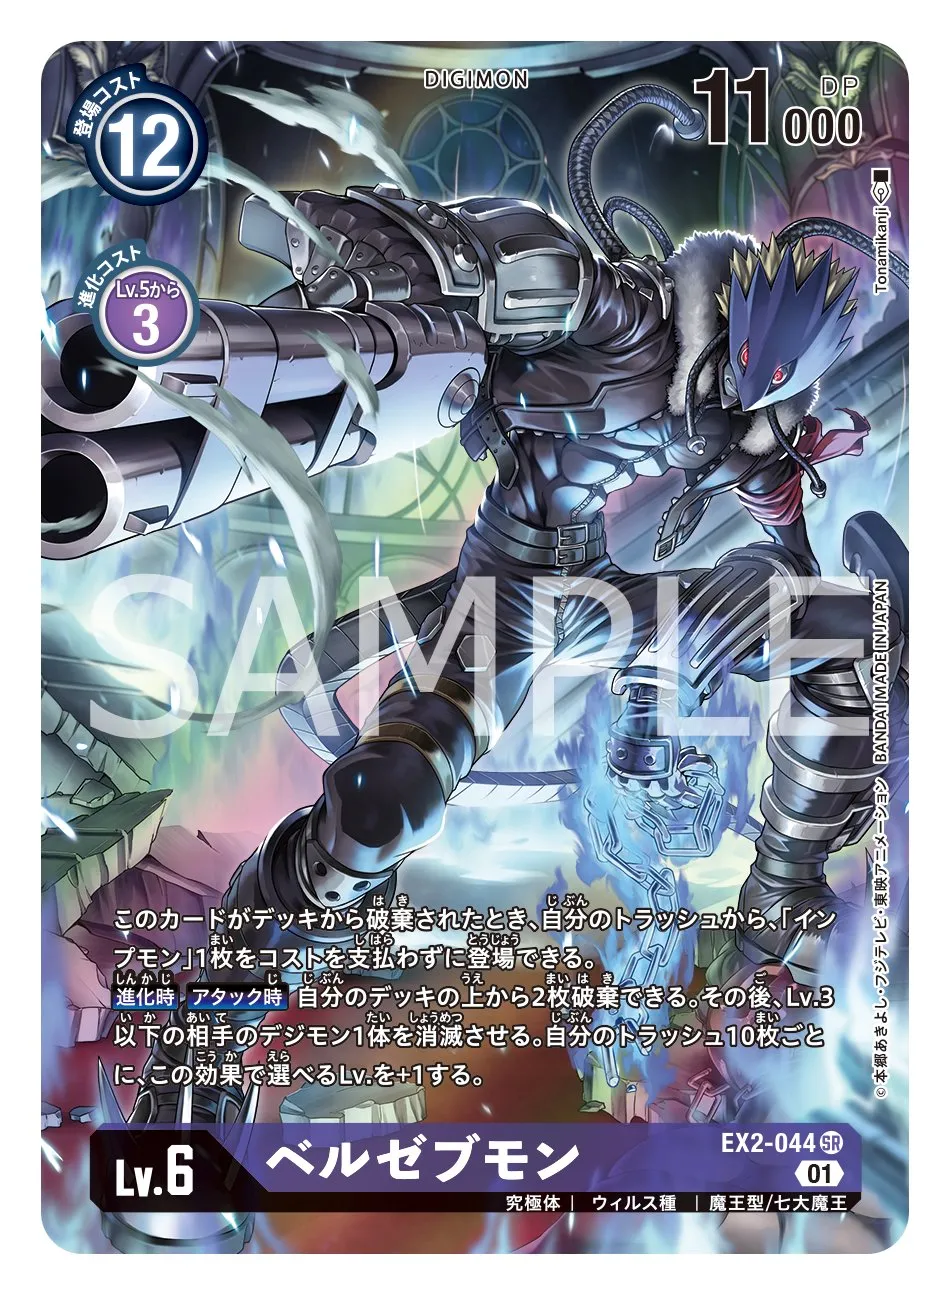 DIGIMON
登場コスト
12
11000
DP
進化コスト
Lv.5から
3
Tonamikanji
SAMPLE
©本郷あきよし・フジテレビ・東映アニメーション BANDAI MADE IN JAPAN
このカードがデッキから破棄されたとき、自分のトラッシュから、「イン
プモン」1枚をコストを支払わずに登場できる。
進化時 アタック時 自分のデッキの上から2枚破棄できる。その後、Lv.3
以下の相手のデジモン1体を消滅させる。自分のトラッシュ10枚ごと
に、この効果で選べるLv.を+1する。
Lv.6
ベルゼブモン
EX2-044 SR
01
究極体 | ウィルス種 | 魔王型/七大魔王